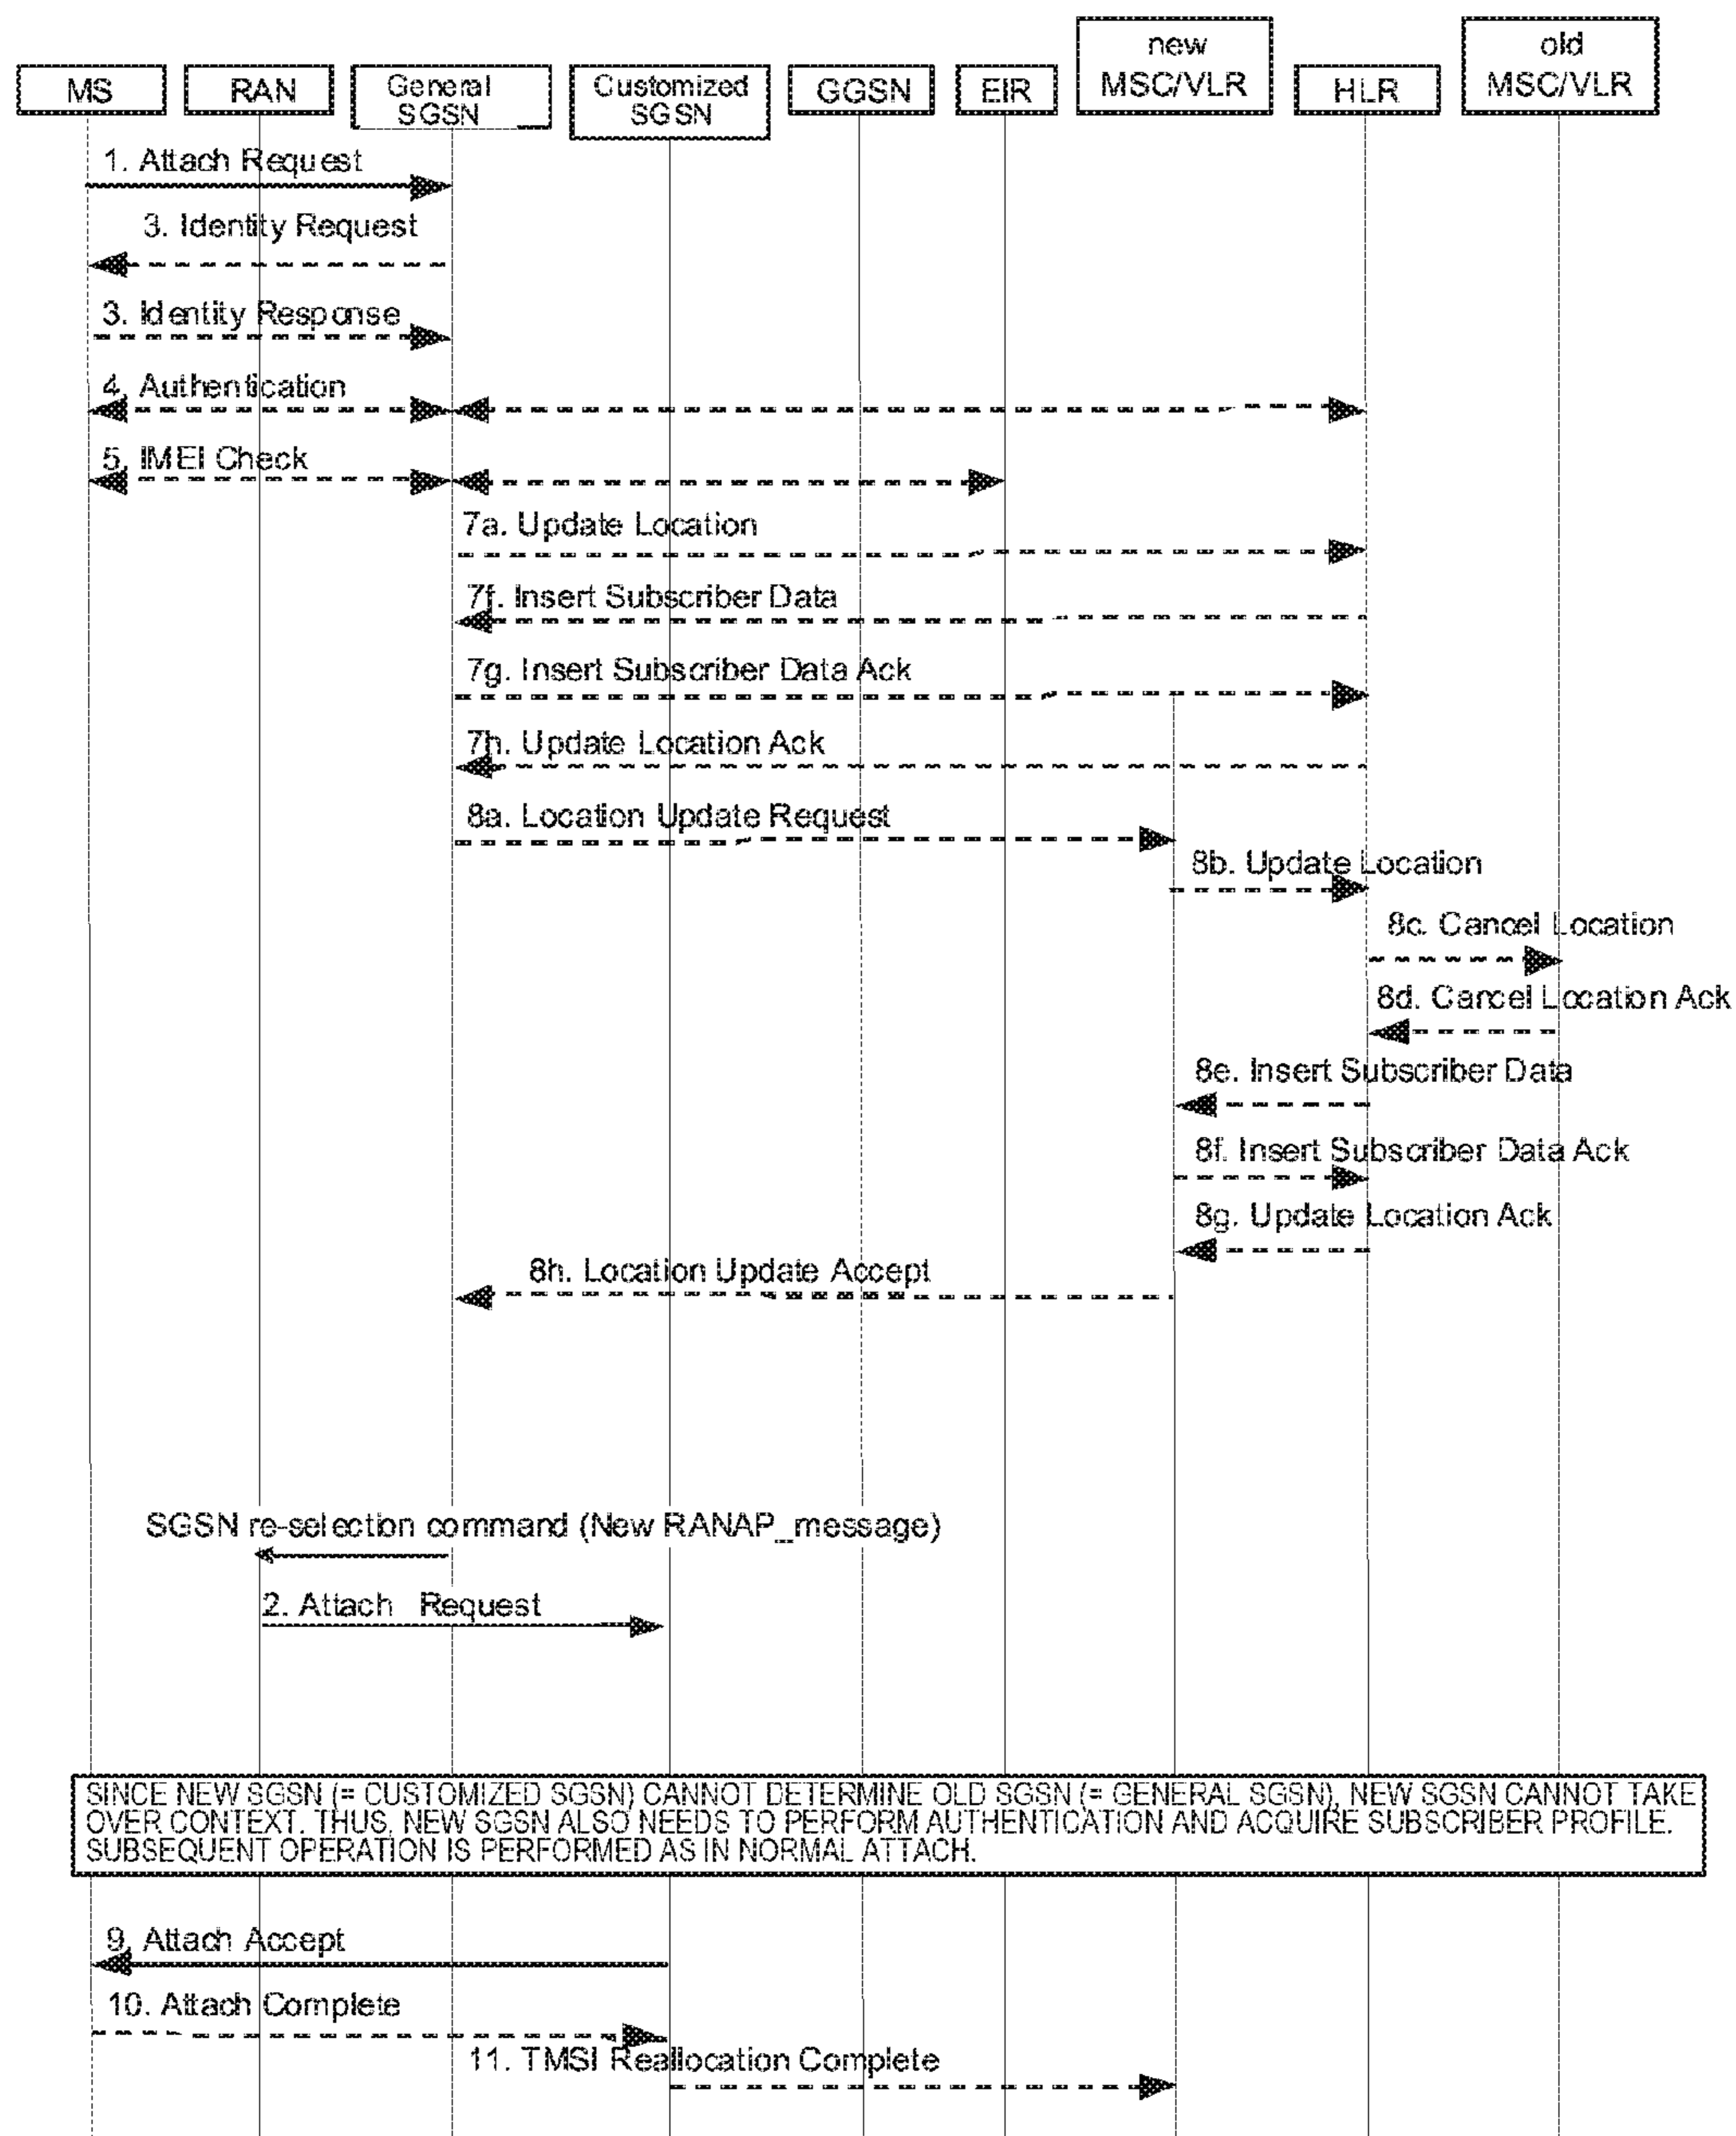 new
MSC/VLR
old
MSC/VLR
MS
RAN
General
SGSN
Customized
SGSN
GGSN
EIR
HLR
1. Attach Request
3. Identity Request
3. Identity Response
4. Authentication
5. IMEI Check
7a. Update Location
7f. Insert Subscriber Data
7g. Insert Subscriber Data Ack
7h. Update Location Ack
8a. Location Update Request
8b. Update Location
8c. Cancel Location
8d. Cancel Location Ack
8e. Insert Subscriber Data
8f. Insert Subscriber Data Ack
8g. Update Location Ack
8h. Location Update Accept
SGSN re-selection command (New RANAP_message)
2. Attach Request
SINCE NEW SGSN (= CUSTOMIZED SGSN) CANNOT DETERMINE OLD SGSN (= GENERAL SGSN), NEW SGSN CANNOT TAKE
OVER CONTEXT. THUS, NEW SGSN ALSO NEEDS TO PERFORM AUTHENTICATION AND ACQUIRE SUBSCRIBER PROFILE.
SUBSEQUENT OPERATION IS PERFORMED AS IN NORMAL ATTACH.
9. Attach Accept
10. Attach Complete
11. TMSI Reallocation Complete